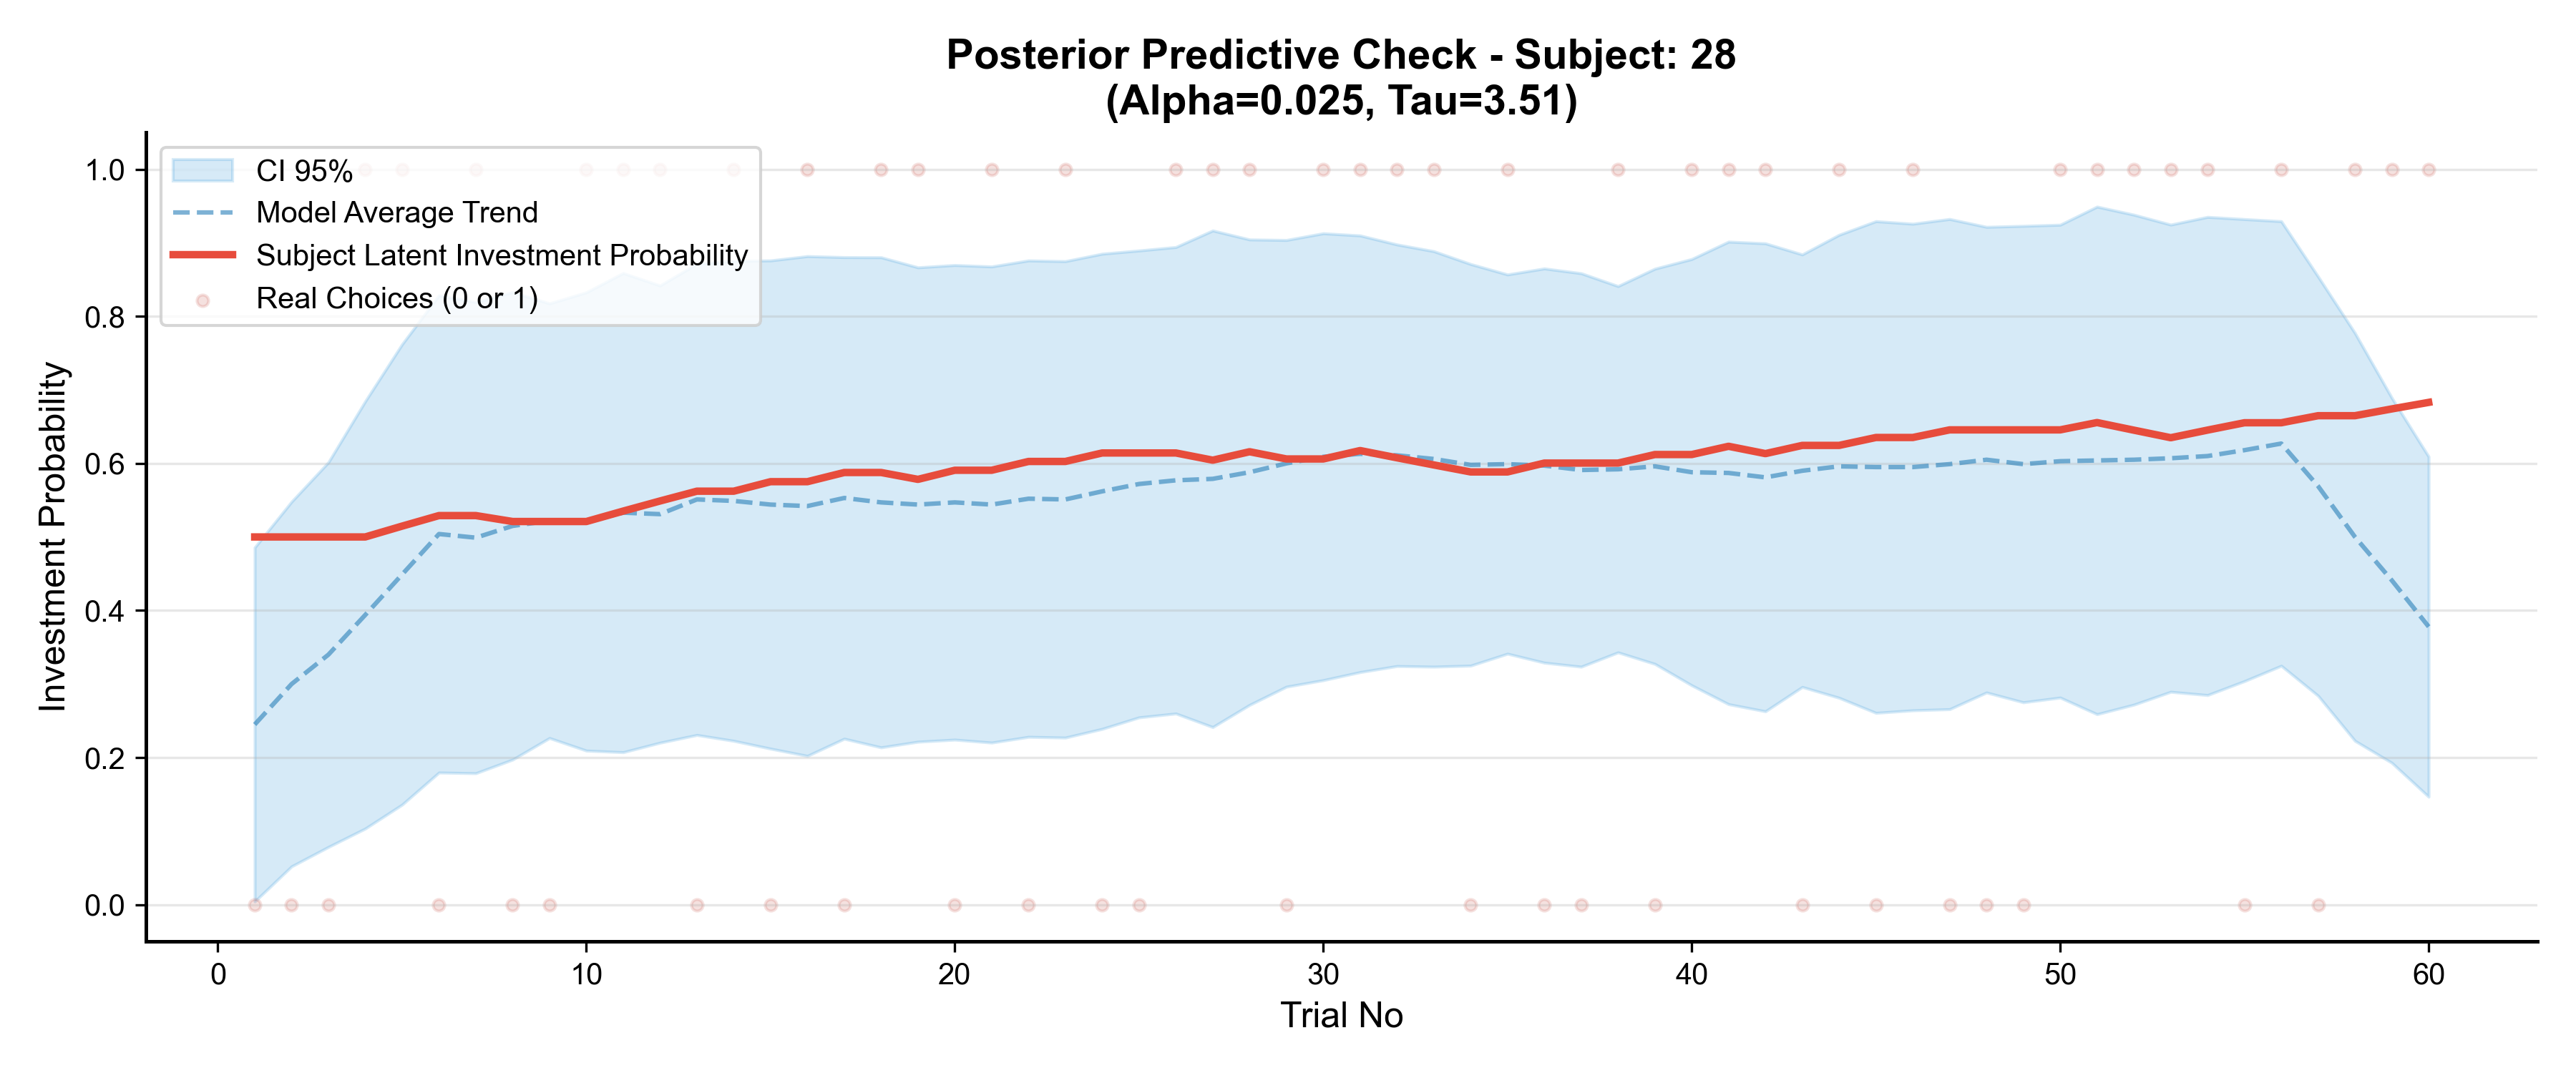 Posterior Predictive Check - Subject: 28
(Alpha=0.025, Tau=3.51)
CI 95%
Model Average Trend
Subject Latent Investment Probability
Real Choices (0 or 1)
Investment Probability
1.0
0.8
0.6
0.4
0.2
0.0
0 10 20 30 40 50 60
Trial No